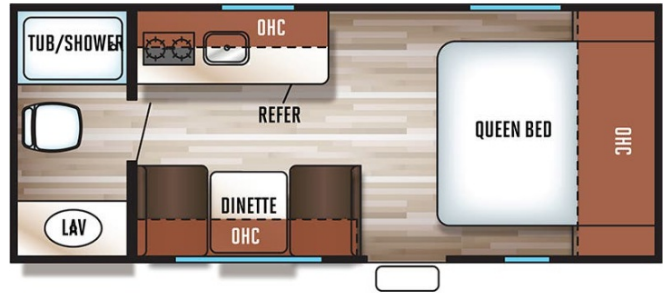 TUB/SHOWER
OHC
REFER
QUEEN BED
OHC
DINETTE
OHC
LAV